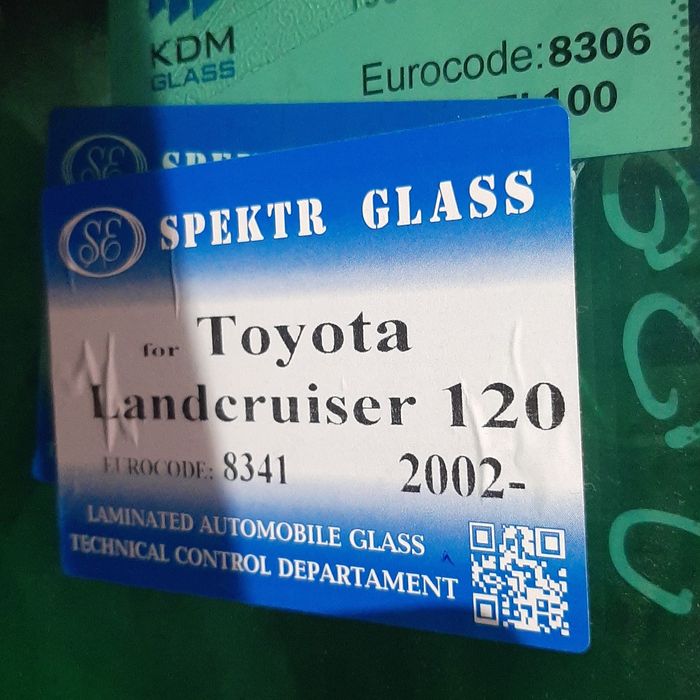 KDM
GLASS
Eurocode: 8306
100
SPEKTR GLASS
for Toyota
Landcruiser 120
EUROCODE: 8341 2002-
LAMINATED AUTOMOBILE GLASS
TECHNICAL CONTROL DEPARTAMENT